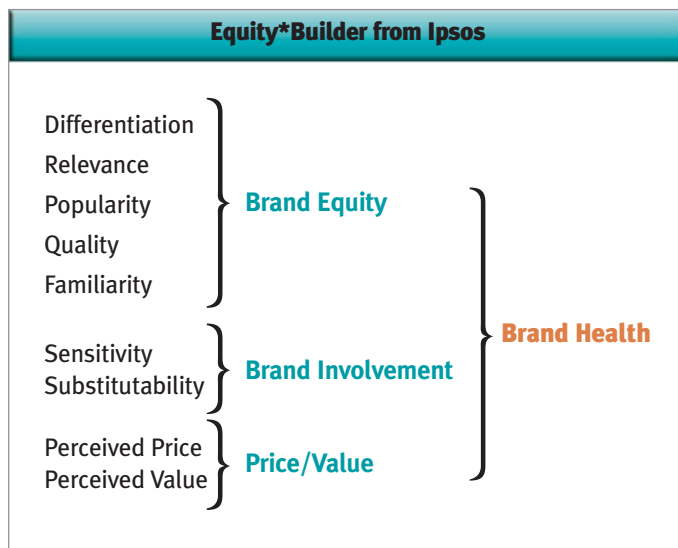 Equity*Builder from Ipsos
Differentiation
Relevance
Popularity
Quality
Familiarity
Brand Equity
Sensitivity
Substitutability
Brand Involvement
Perceived Price
Perceived Value
Price/Value
Brand Health